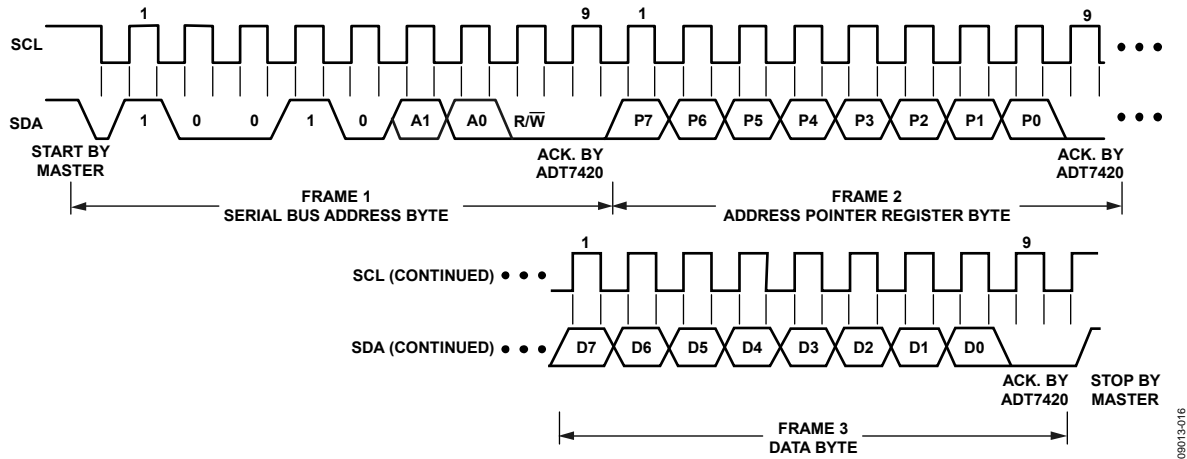 1 9 1 9
SCL
SDA 1 0 0 1 0 A1 A0 R/W̅ P7 P6 P5 P4 P3 P2 P1 P0
START BY
MASTER
ACK. BY
ADT7420
ACK. BY
ADT7420
FRAME 1
SERIAL BUS ADDRESS BYTE
FRAME 2
ADDRESS POINTER REGISTER BYTE
1 9
SCL (CONTINUED)
SDA (CONTINUED) D7 D6 D5 D4 D3 D2 D1 D0
ACK. BY
ADT7420
STOP BY
MASTER
FRAME 3
DATA BYTE
09013-016